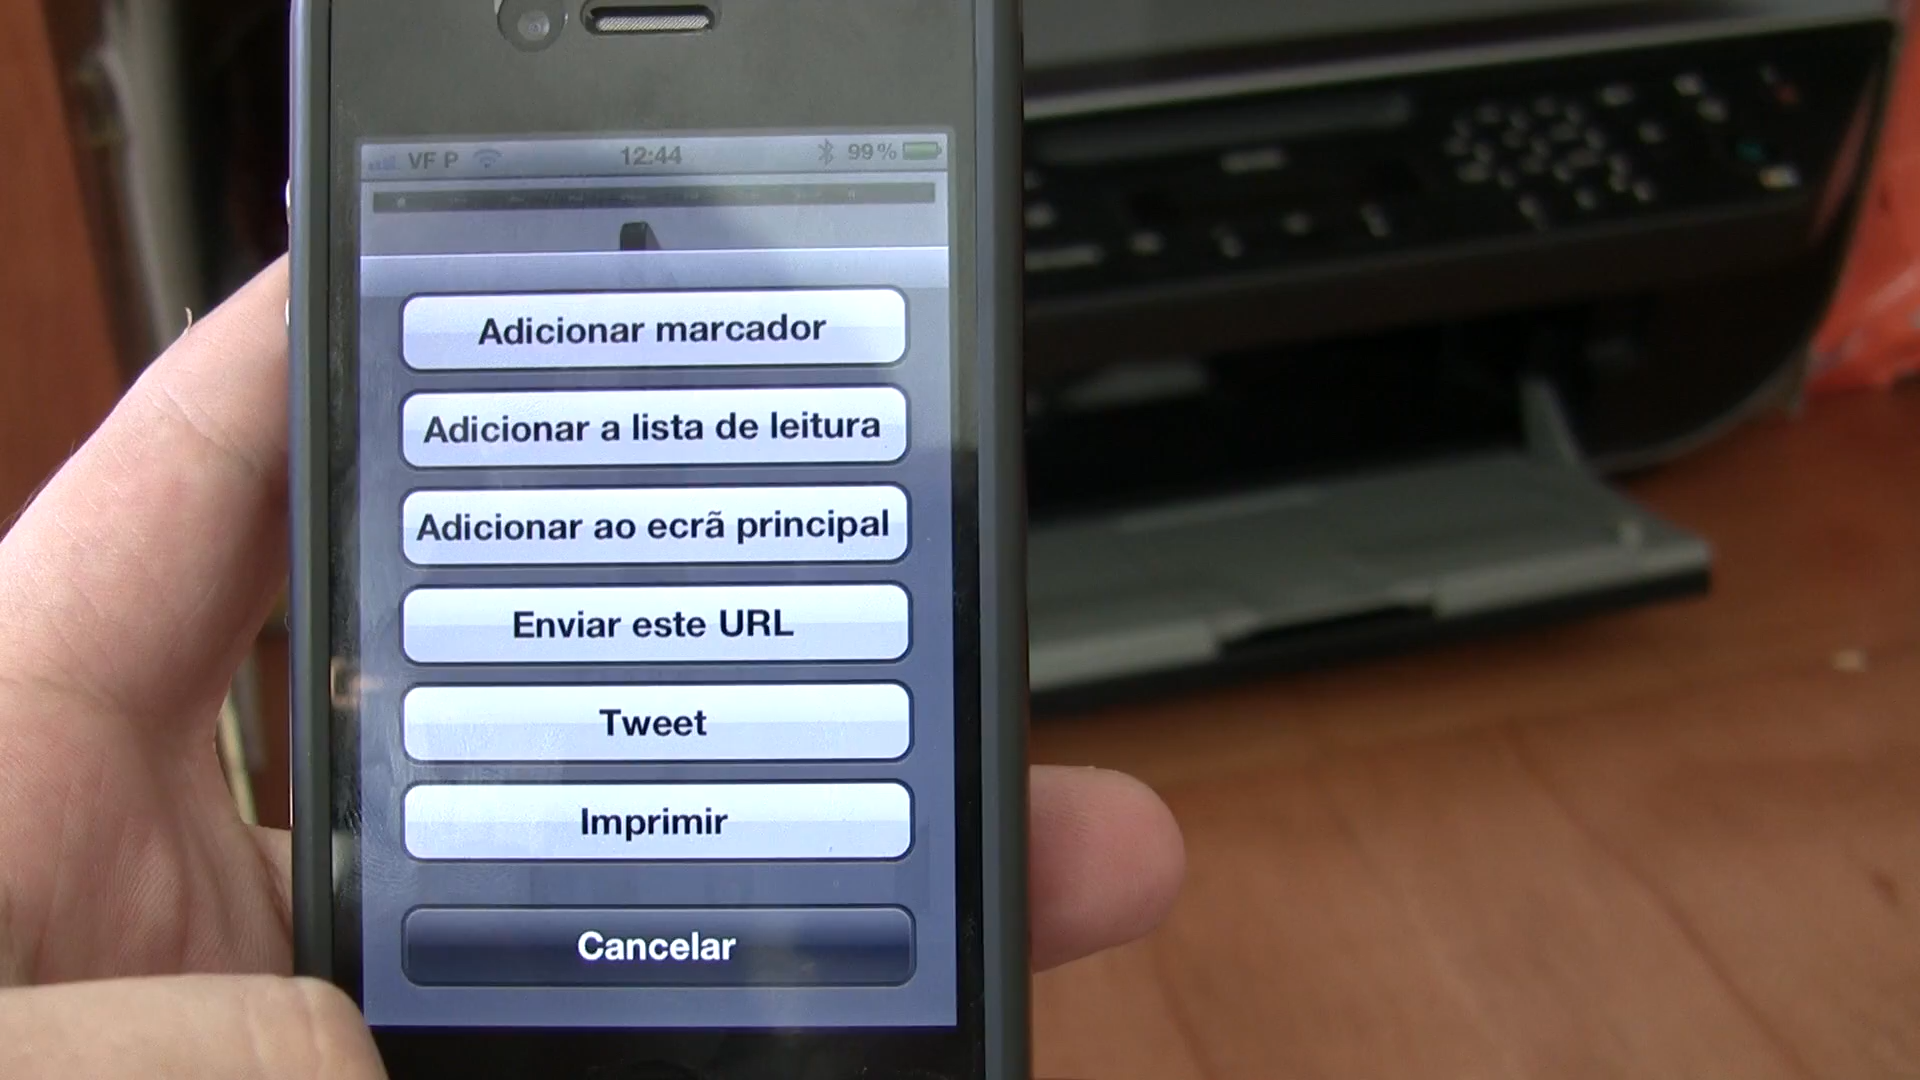 VF P 12:44 99%
Adicionar marcador
Adicionar a lista de leitura
Adicionar ao ecrã principal
Enviar este URL
Tweet
Imprimir
Cancelar